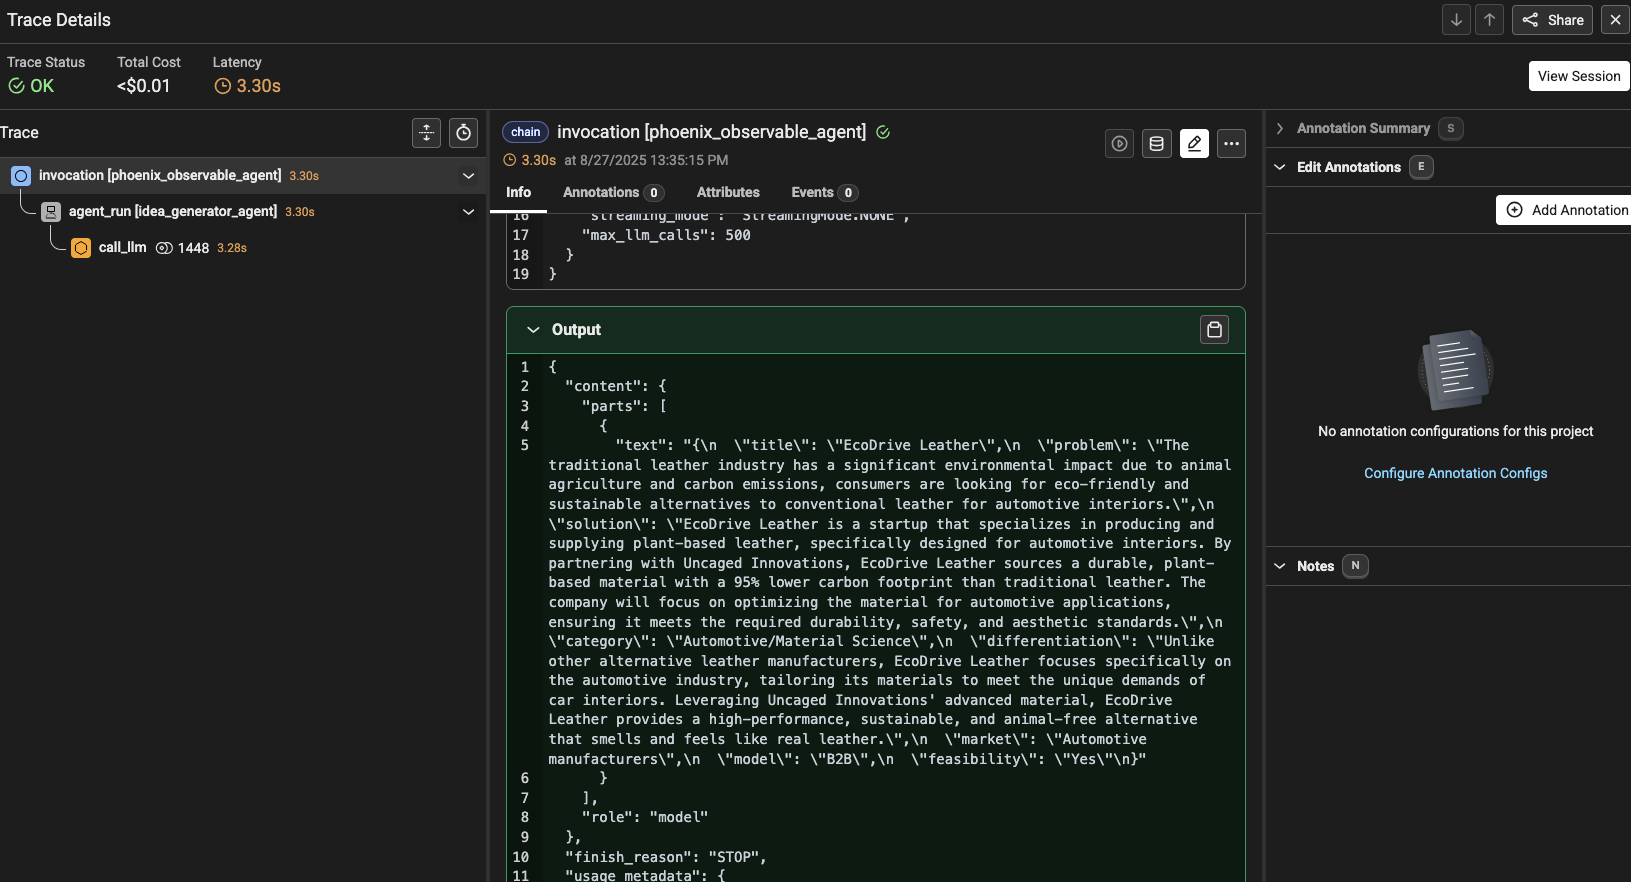 Trace Details
Share
Trace Status
Total Cost
Latency
OK
<$0.01
3.30s
View Session
Trace
invocation [phoenix_observable_agent] 3.30s
agent_run [idea_generator_agent] 3.30s
call_llm 1448 3.28s
chain invocation [phoenix_observable_agent]
3.30s at 8/27/2025 13:35:15 PM
Info
Annotations 0
Attributes
Events 0
16 "streaming_mode": "StreamingMode.NONE",
17 "max_llm_calls": 500
18 }
19 }
Output
1 {
2 "content": {
3 "parts": [
4 {
5 "text": "{\n  \"title\": \"EcoDrive Leather\",\n  \"problem\": \"The
traditional leather industry has a significant environmental impact due to animal
agriculture and carbon emissions, consumers are looking for eco-friendly and
sustainable alternatives to conventional leather for automotive interiors.\",\n
\"solution\": \"EcoDrive Leather is a startup that specializes in producing and
supplying plant-based leather, specifically designed for automotive interiors. By
partnering with Uncaged Innovations, EcoDrive Leather sources a durable, plant-
based material with a 95% lower carbon footprint than traditional leather. The
company will focus on optimizing the material for automotive applications,
ensuring it meets the required durability, safety, and aesthetic standards.\",\n
\"category\": \"Automotive/Material Science\",\n  \"differentiation\": \"Unlike
other alternative leather manufacturers, EcoDrive Leather focuses specifically on
the automotive industry, tailoring its materials to meet the unique demands of
car interiors. Leveraging Uncaged Innovations' advanced material, EcoDrive
Leather provides a high-performance, sustainable, and animal-free alternative
that smells and feels like real leather.\",\n  \"market\": \"Automotive
manufacturers\",\n  \"model\": \"B2B\",\n  \"feasibility\": \"Yes\"\n}"
6 }
7 ],
8 "role": "model"
9 },
10 "finish_reason": "STOP",
11 "usage_metadata": {
Annotation Summary S
Edit Annotations E
Add Annotation
No annotation configurations for this project
Configure Annotation Configs
Notes N